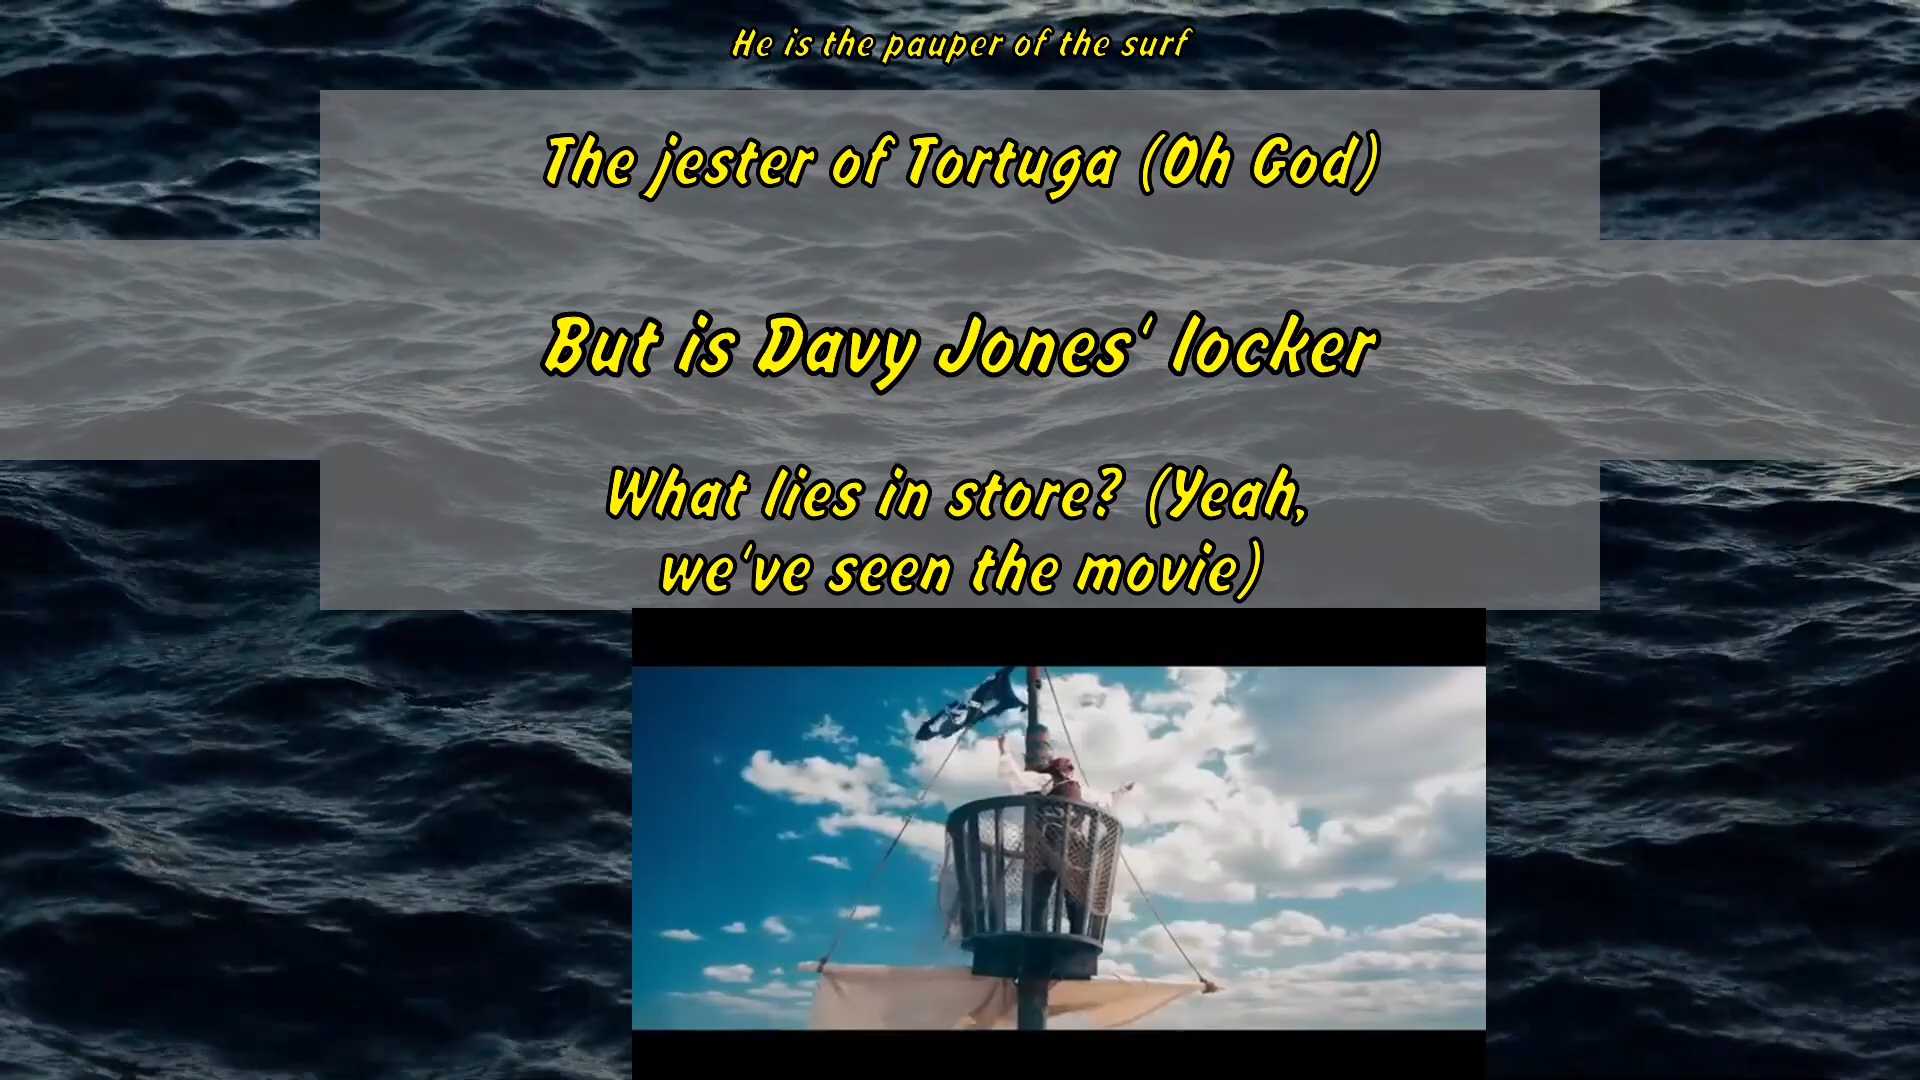 He is the pauper of the surf
The jester of Tortuga (Oh God)
But is Davy Jones' locker
What lies in store? (Yeah,
we've seen the movie)